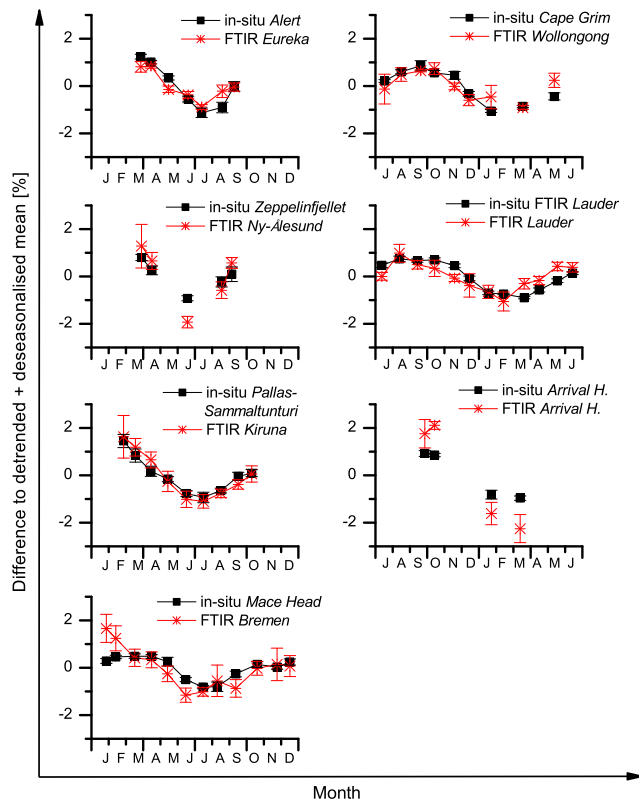 Difference to detrended + deseasonalised mean [%]
in-situ Alert
FTIR Eureka
2
0
-2
J F M A M J J A S O N D
in-situ Cape Grim
FTIR Wollongong
2
0
-2
J A S O N D J F M A M J
in-situ Zeppelinfjellet
FTIR Ny-Ålesund
2
0
-2
J F M A M J J A S O N D
in-situ FTIR Lauder
FTIR Lauder
2
0
-2
J A S O N D J F M A M J
in-situ Pallas-
Sammaltunturi
FTIR Kiruna
2
0
-2
J F M A M J J A S O N D
in-situ Arrival H.
FTIR Arrival H.
2
0
-2
J A S O N D J F M A M J
in-situ Mace Head
FTIR Bremen
2
0
-2
J F M A M J J A S O N D
Month